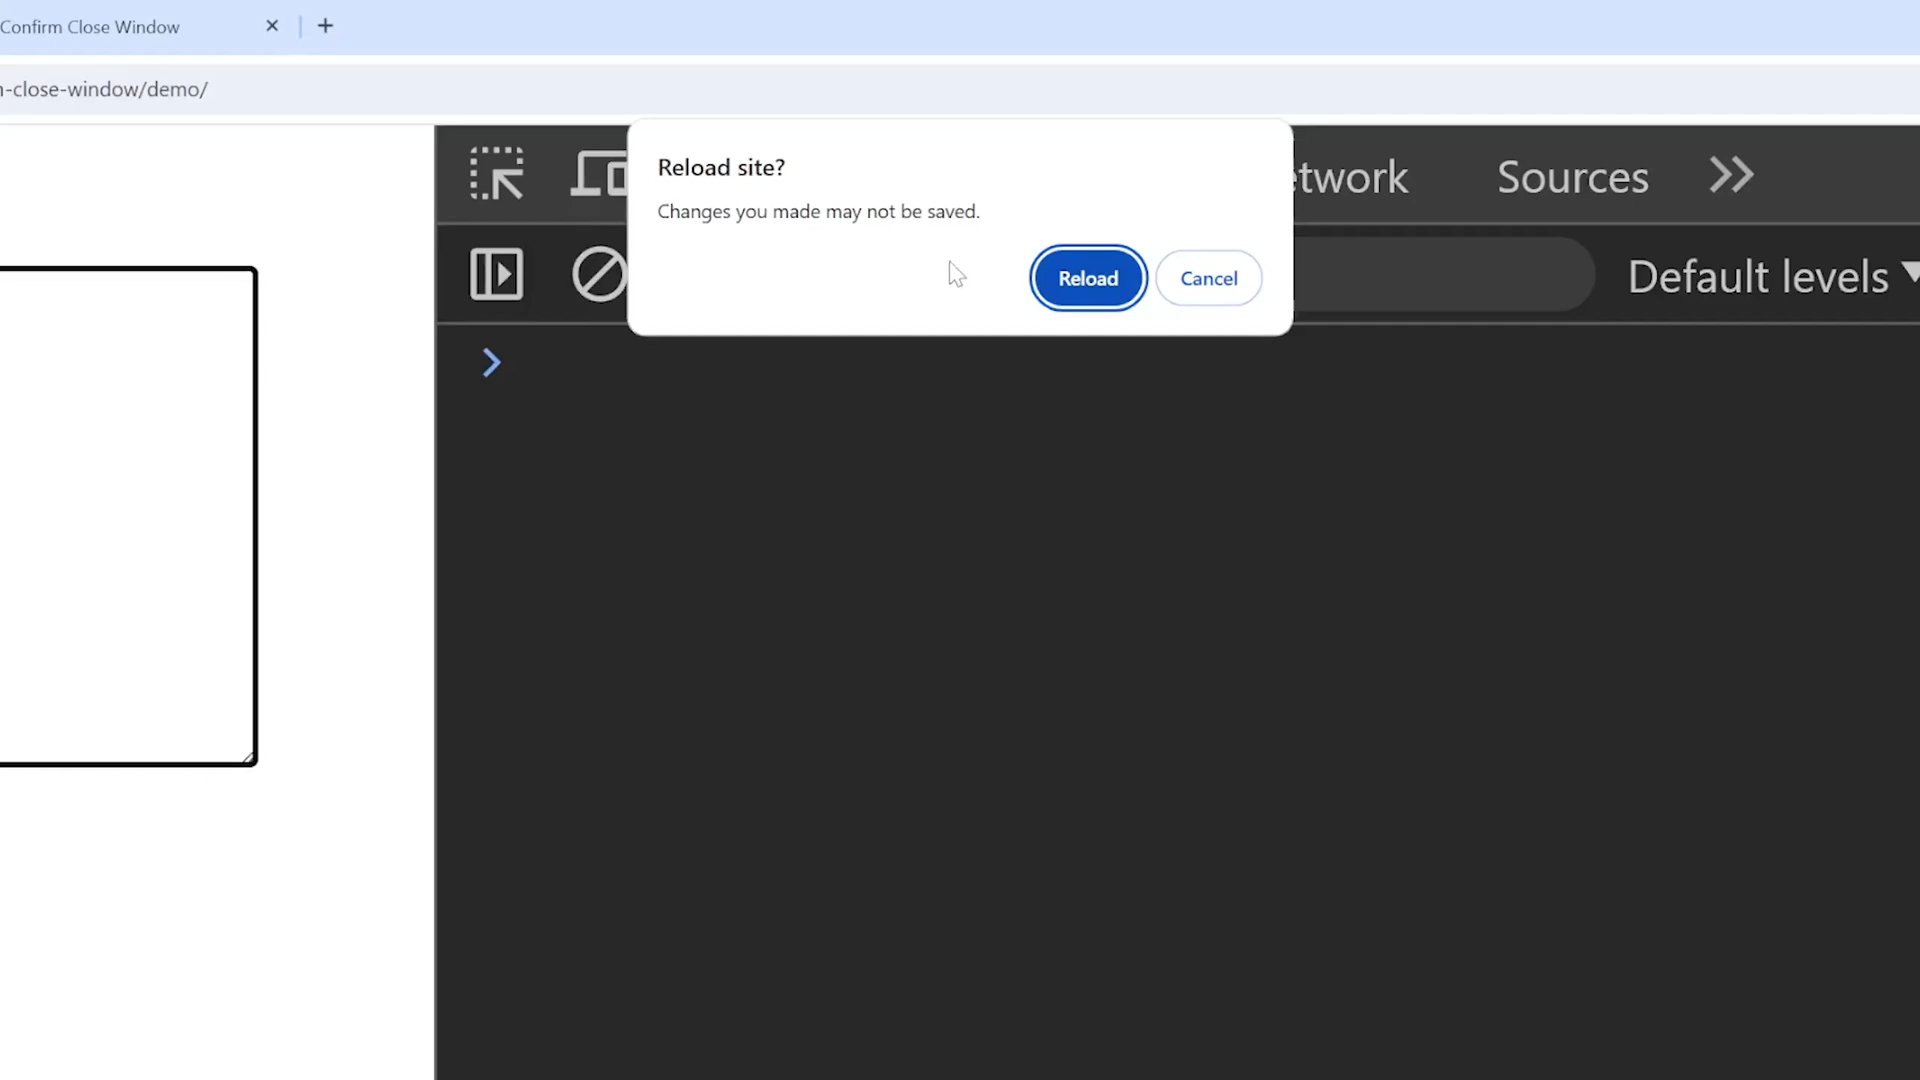 Confirm Close Window
-close-window/demo/
Reload site?
Changes you made may not be saved.
Reload
Cancel
etwork
Sources
Default levels